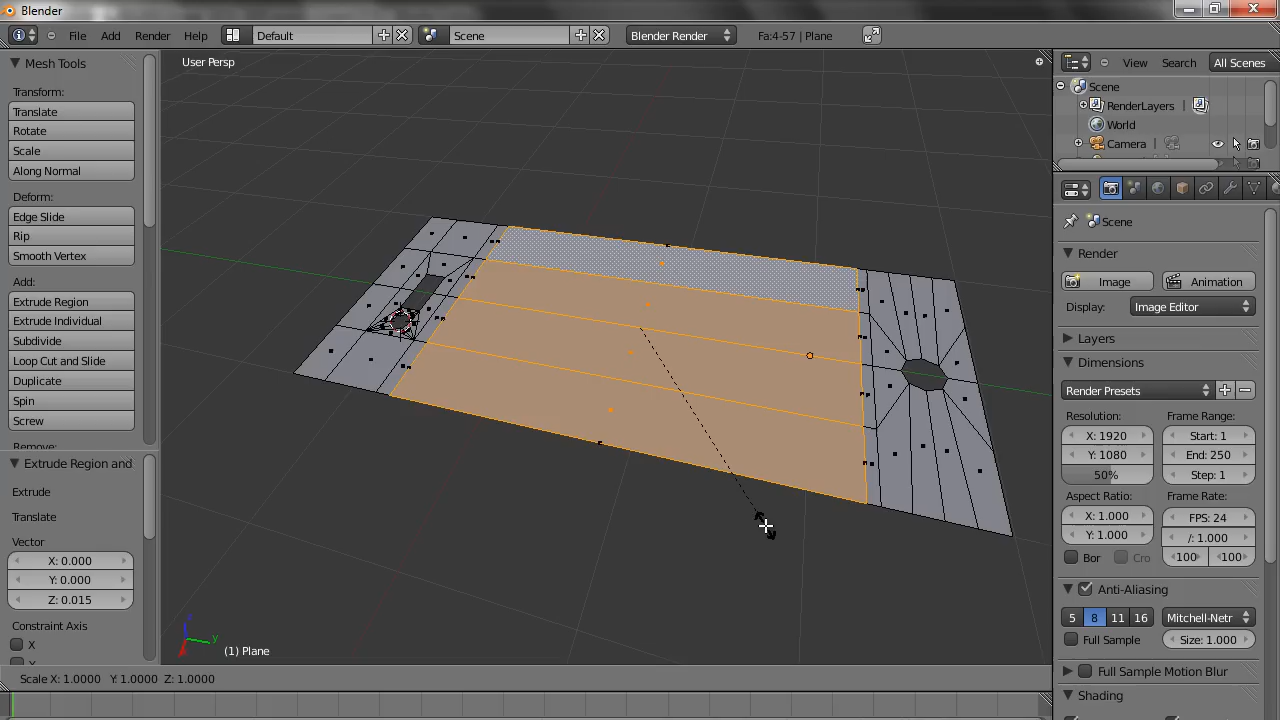 Blender
File Add Render Help Default Scene Blender Render Fa:4-57 | Plane
Mesh Tools
Transform:
Translate
Rotate
Scale
Along Normal
Deform:
Edge Slide
Rip
Smooth Vertex
Add:
Extrude Region
Extrude Individual
Subdivide
Loop Cut and Slide
Duplicate
Spin
Screw
Extrude Region and
Extrude
Translate
Vector
X: 0.000
Y: 0.000
Z: 0.015
Constraint Axis
X
User Persp
y
(1) Plane
Scale X: 1.0000 Y: 1.0000 Z: 1.0000
View Search All Scenes
Scene
RenderLayers |
World
Camera |
Scene
Render
Image Animation
Display: Image Editor
Layers
Dimensions
Render Presets
Resolution: Frame Range:
X: 1920 Start: 1
Y: 1080 End: 250
50% Step: 1
Aspect Ratio: Frame Rate:
X: 1.000 FPS: 24
Y: 1.000 /: 1.000
Bor Cro 100 100
Anti-Aliasing
5 8 11 16 Mitchell-Netr
Full Sample Size: 1.000
Full Sample Motion Blur
Shading